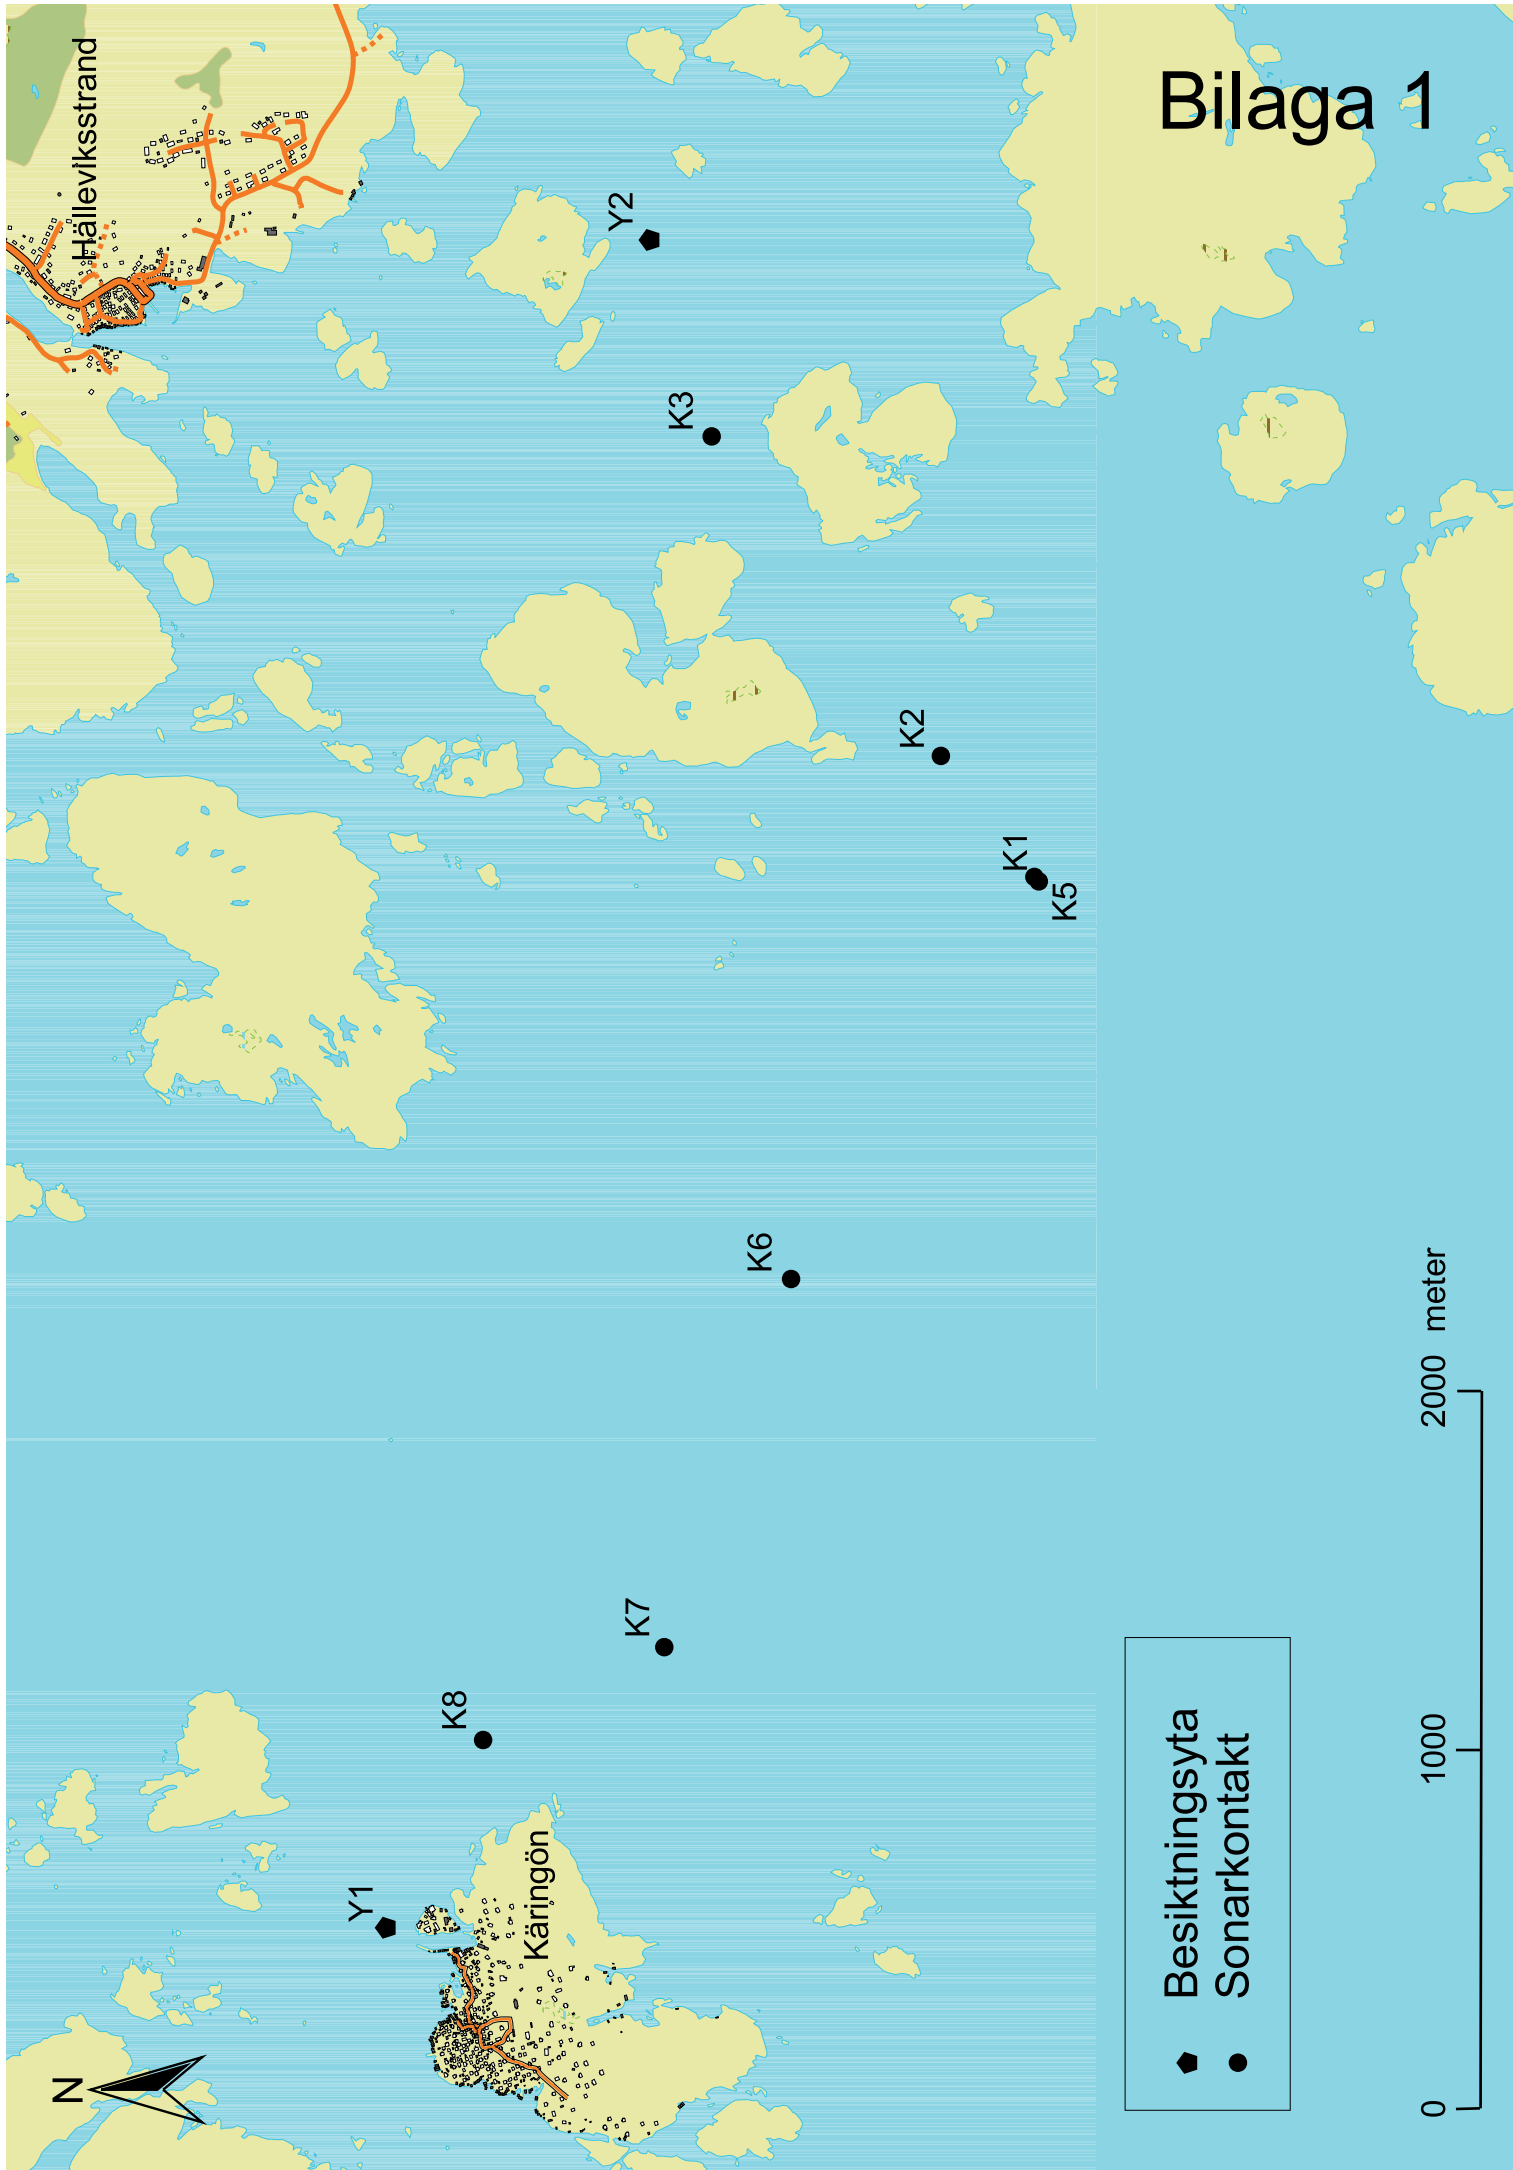 Bilaga 1
N
Hälleviksstrand
Y2
K3
K2
K1
K5
K6
K7
K8
Y1
Käringön
Besiktningsyta
Sonarkontakt
0 1000 2000 meter